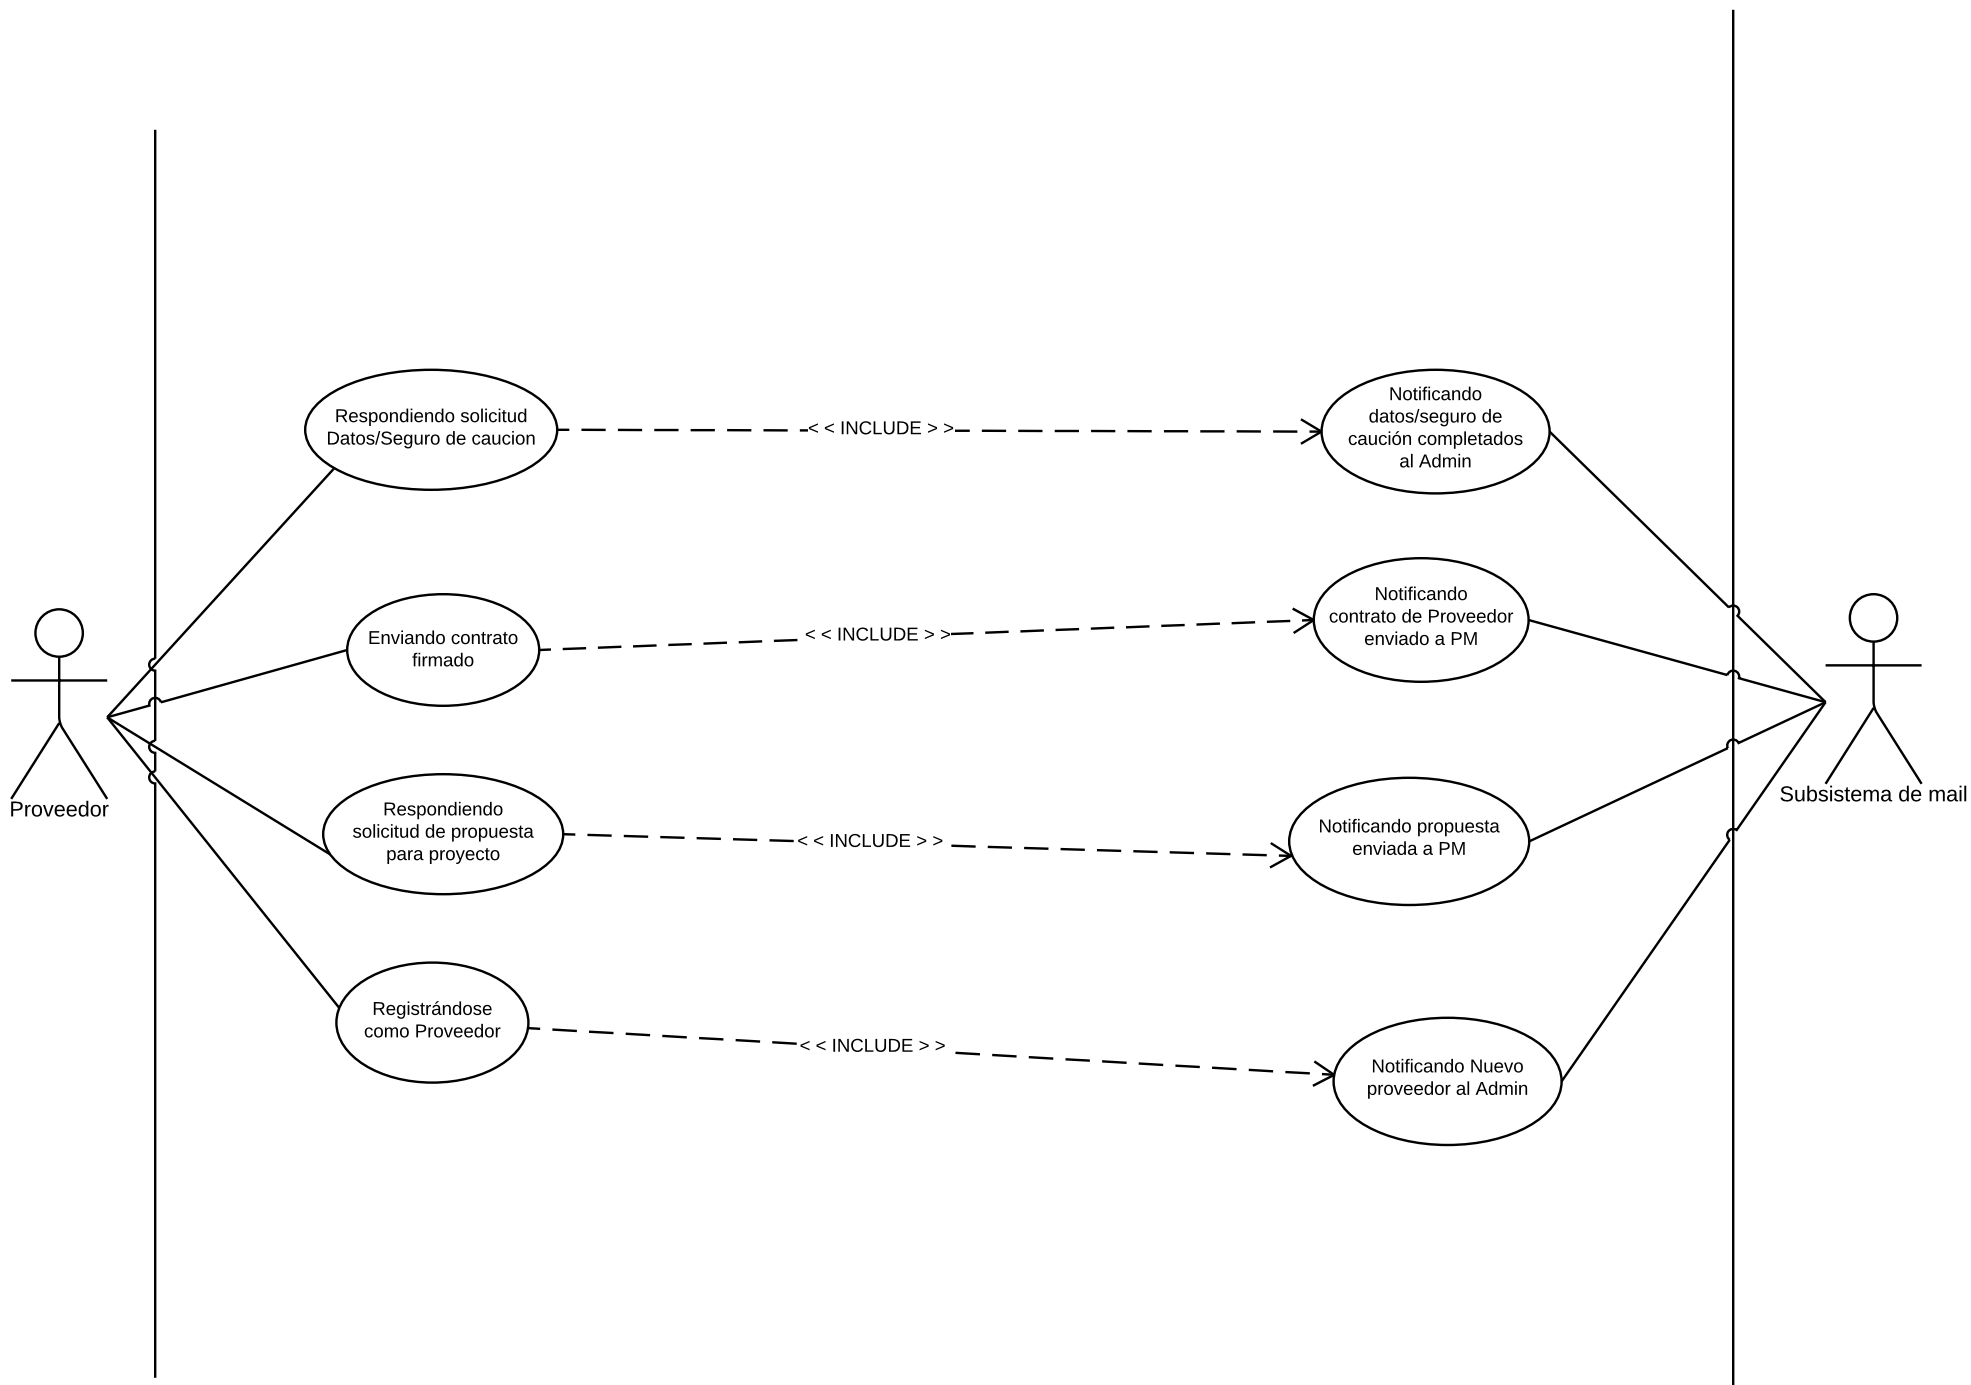 Respondiendo solicitud
Datos/Seguro de caucion
< < INCLUDE > >
Notificando
datos/seguro de
caución completados
al Admin
Enviando contrato
firmado
< < INCLUDE > >
Notificando
contrato de Proveedor
enviado a PM
Proveedor
Subsistema de mail
Respondiendo
solicitud de propuesta
para proyecto
< < INCLUDE > >
Notificando propuesta
enviada a PM
Registrándose
como Proveedor
< < INCLUDE > >
Notificando Nuevo
proveedor al Admin